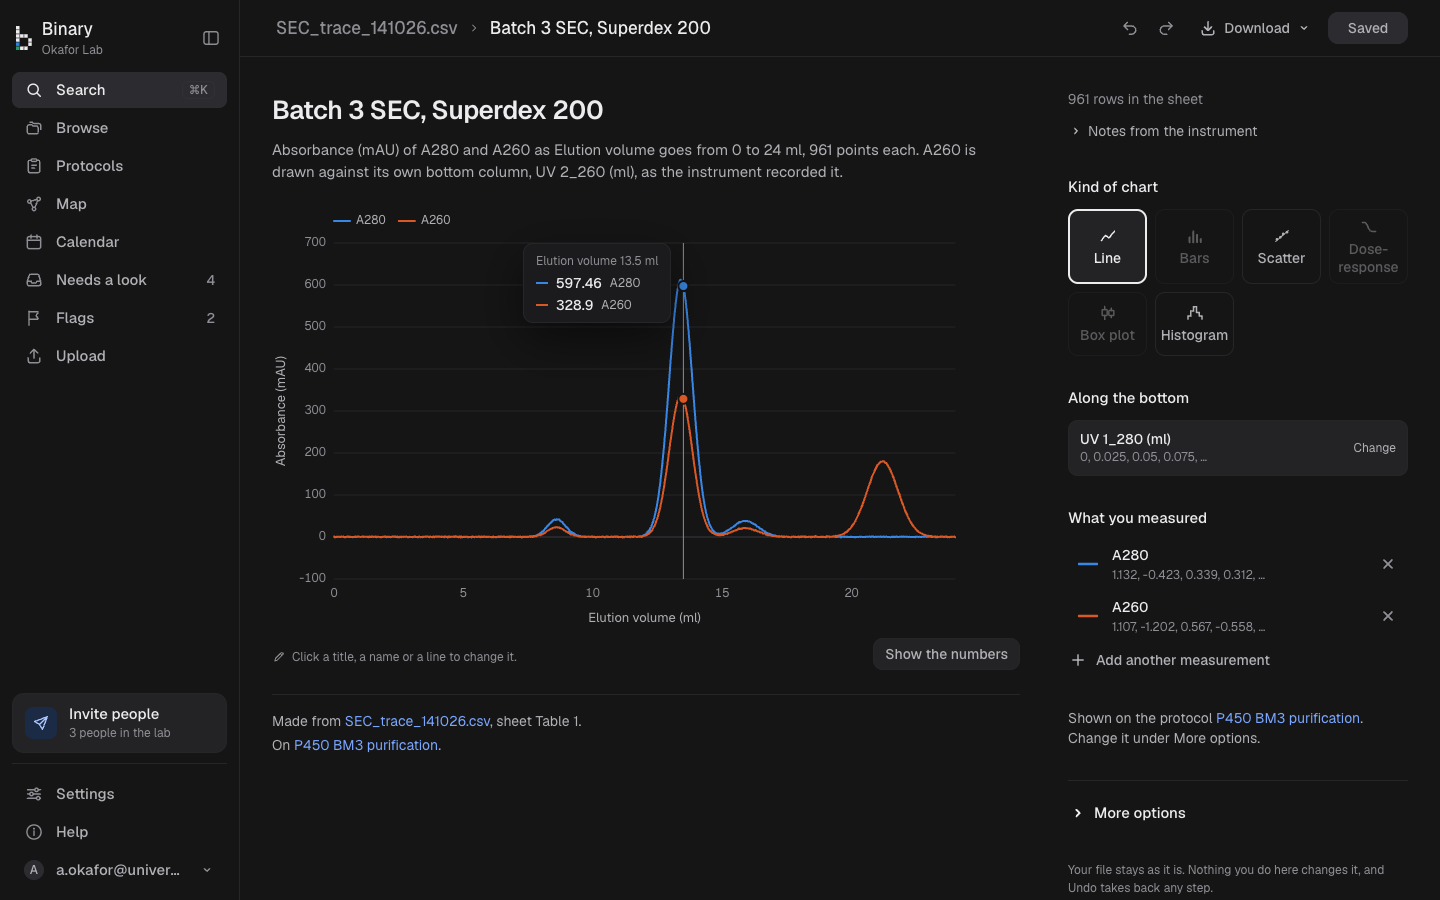 Binary
Okafor Lab
Search ⌘K
Browse
Protocols
Map
Calendar
Needs a look 4
Flags 2
Upload
Invite people
3 people in the lab
Settings
Help
A a.okafor@univer...
SEC_trace_141026.csv › Batch 3 SEC, Superdex 200
Download
Saved
Batch 3 SEC, Superdex 200
Absorbance (mAU) of A280 and A260 as Elution volume goes from 0 to 24 ml, 961 points each. A260 is
drawn against its own bottom column, UV 2_260 (ml), as the instrument recorded it.
A280 A260
700
600
500
400
300
200
100
0
-100
Absorbance (mAU)
Elution volume 13.5 ml
597.46 A280
328.9 A260
0 5 10 15 20
Elution volume (ml)
Click a title, a name or a line to change it.
Show the numbers
Made from SEC_trace_141026.csv, sheet Table 1.
On P450 BM3 purification.
961 rows in the sheet
Notes from the instrument
Kind of chart
Line
Bars
Scatter
Dose-
response
Box plot
Histogram
Along the bottom
UV 1_280 (ml)
0, 0.025, 0.05, 0.075, ...
Change
What you measured
A280
1.132, -0.423, 0.339, 0.312, ...
A260
1.107, -1.202, 0.567, -0.558, ...
Add another measurement
Shown on the protocol P450 BM3 purification.
Change it under More options.
More options
Your file stays as it is. Nothing you do here changes it, and
Undo takes back any step.